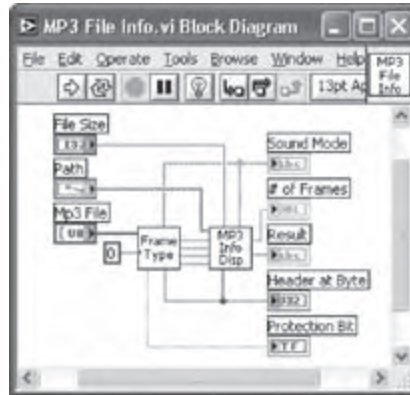 MP3 File Info.vi Block Diagram
File Edit Operate Tools Browse Window Help
MP3
File
Info
13pt Ap
File Size
I32
Path
Mp3 File
U8
0
Frame
Type
MP3
Info
Disp
Sound Mode
abc
# of Frames
Result
abc
Header at Byte
U32
Protection Bit
TF